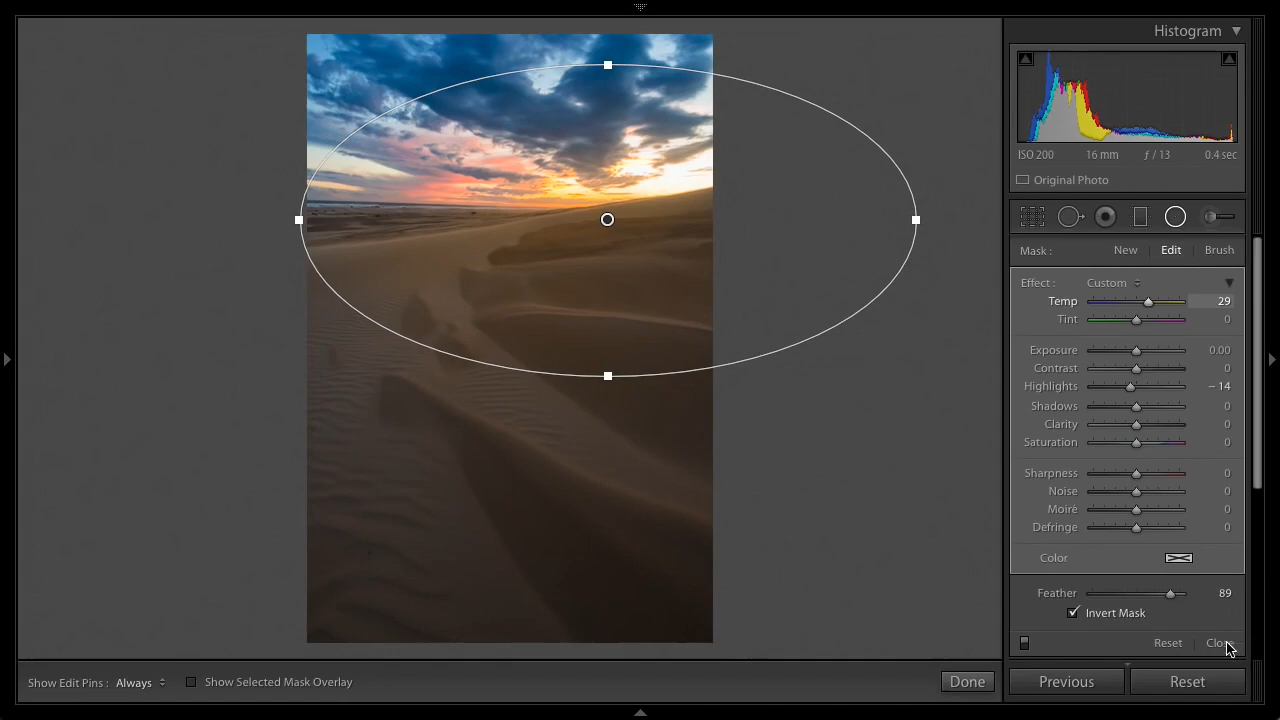 Histogram
ISO 200 16 mm ƒ / 13 0.4 sec
Original Photo
Mask : New Edit Brush
Effect : Custom
Temp 29
Tint 0
Exposure 0.00
Contrast 0
Highlights – 14
Shadows 0
Clarity 0
Saturation 0
Sharpness 0
Noise 0
Moiré 0
Defringe 0
Color
Feather 89
Invert Mask
Reset Close
Show Edit Pins : Always Show Selected Mask Overlay Done
Previous Reset